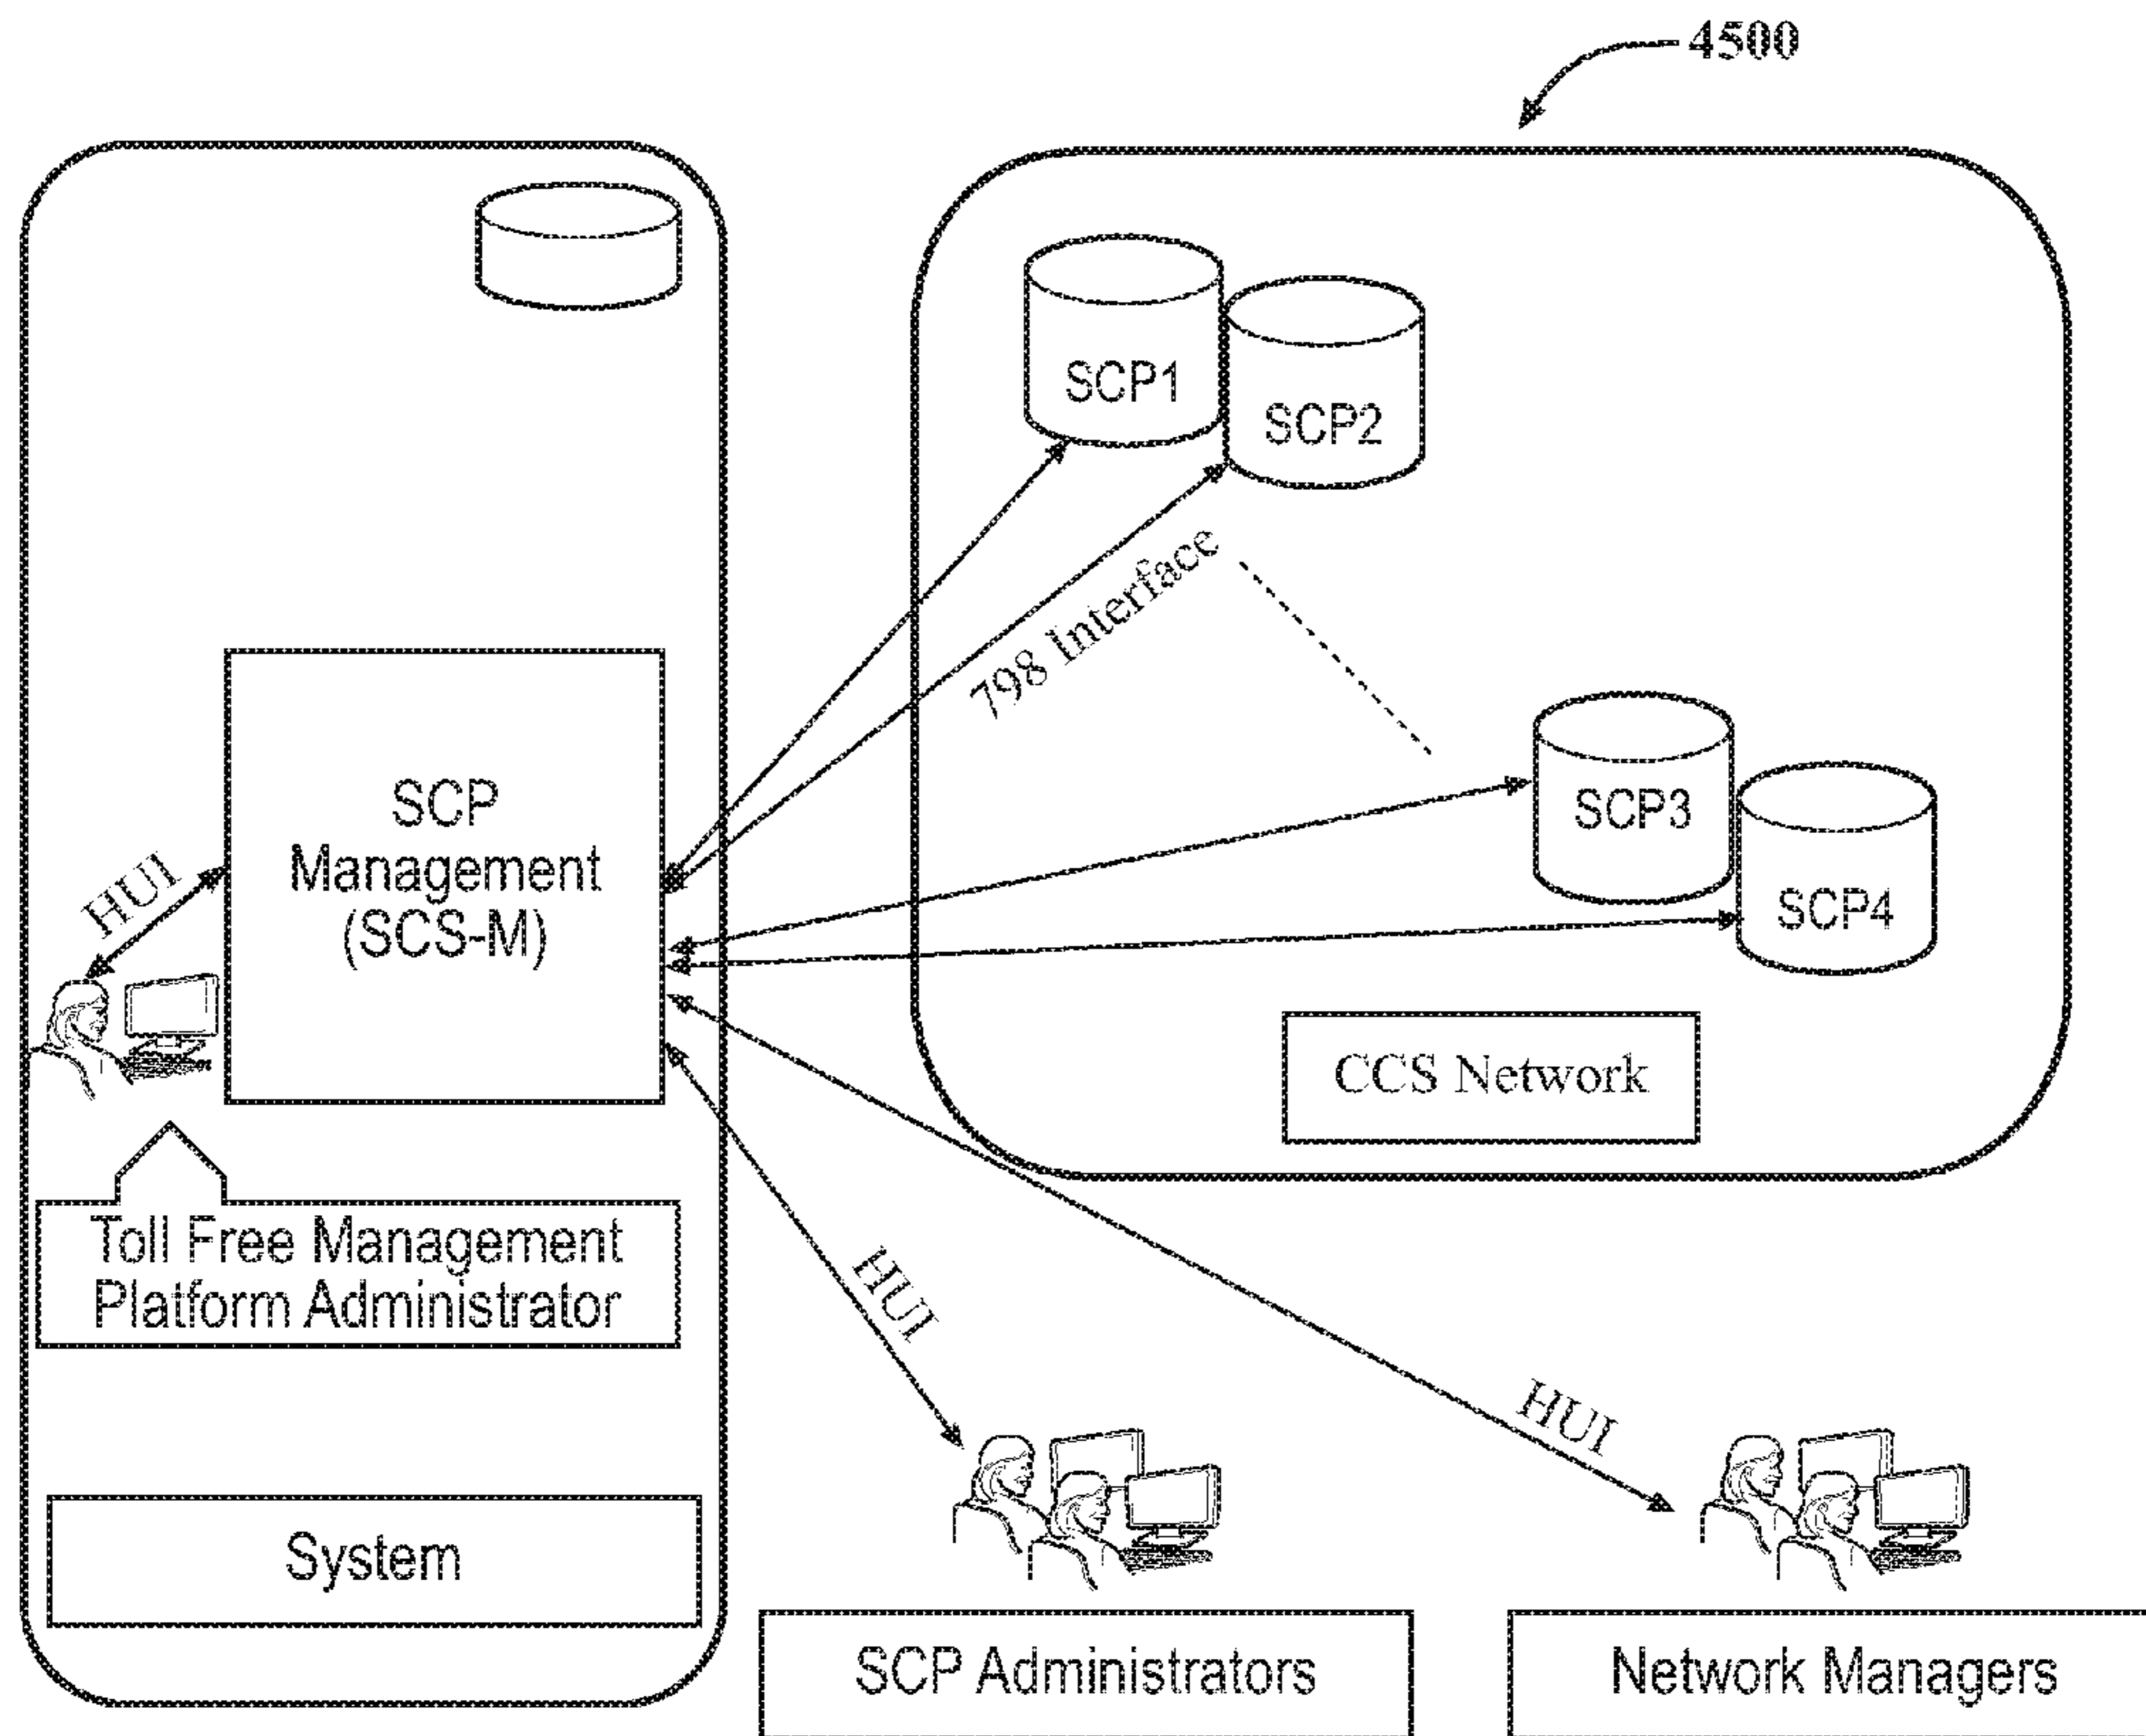 4500
SCP1
SCP2
798 Interface
SCP3
SCP4
SCP
Management
(SCS-M)
HUI
CCS Network
Toll Free Management
Platform Administrator
HUI
HUI
System
SCP Administrators
Network Managers